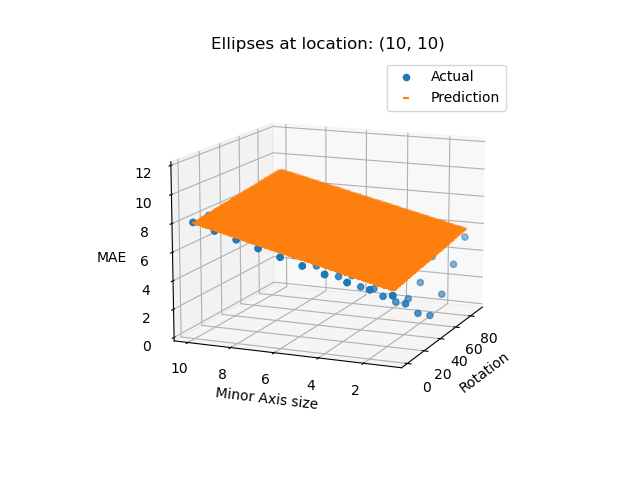 Ellipses at location: (10, 10)
Actual
Prediction
12
10
8
6
4
2
0
MAE
10
8
6
4
2
Minor Axis size
0
20
40
60
80
Rotation